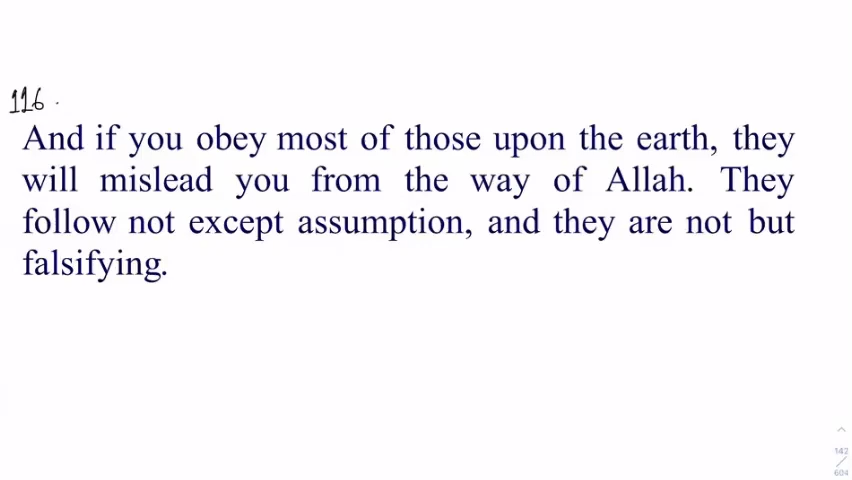 116.
And if you obey most of those upon the earth, they
will mislead you from the way of Allah. They
follow not except assumption, and they are not but
falsifying.
142
/
604